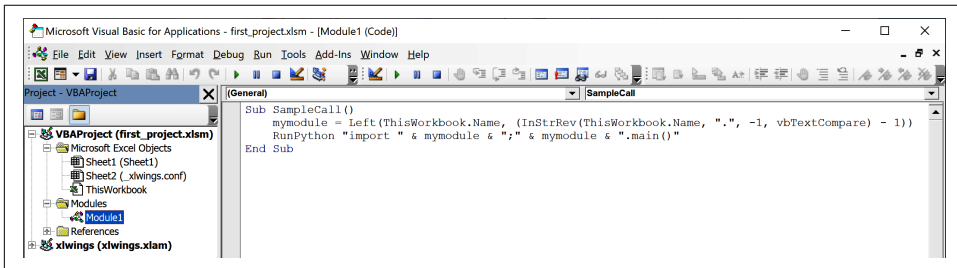 Microsoft Visual Basic for Applications - first_project.xlsm - [Module1 (Code)]
File Edit View Insert Format Debug Run Tools Add-Ins Window Help
Project - VBAProject
(General)
SampleCall
VBAProject (first_project.xlsm)
Microsoft Excel Objects
Sheet1 (Sheet1)
Sheet2 (_xlwings.conf)
ThisWorkbook
Modules
Module1
References
xlwings (xlwings.xlam)
Sub SampleCall()
    mymodule = Left(ThisWorkbook.Name, (InStrRev(ThisWorkbook.Name, ".", -1, vbTextCompare) - 1))
    RunPython "import " & mymodule & ";" & mymodule & ".main()"
End Sub